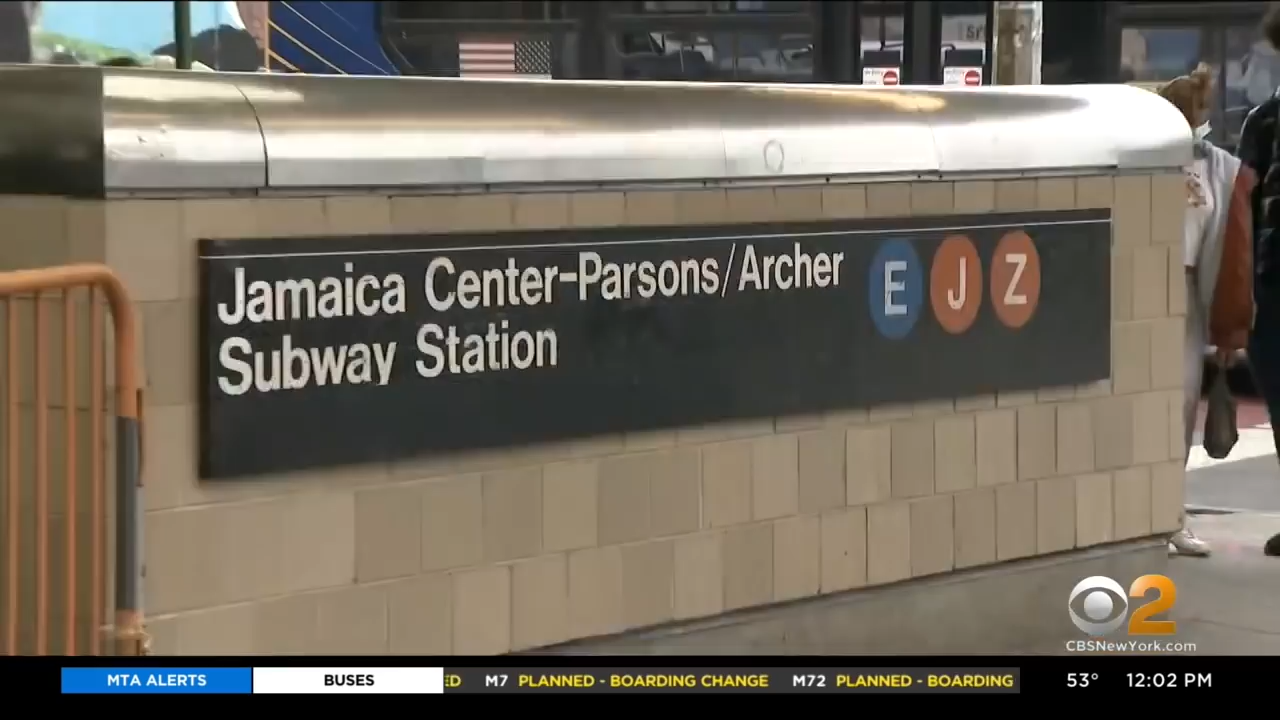 Jamaica Center-Parsons/Archer
Subway Station
E J Z
2
CBSNewYork.com
MTA ALERTS BUSES ED M7 PLANNED - BOARDING CHANGE M72 PLANNED - BOARDING 53° 12:02 PM